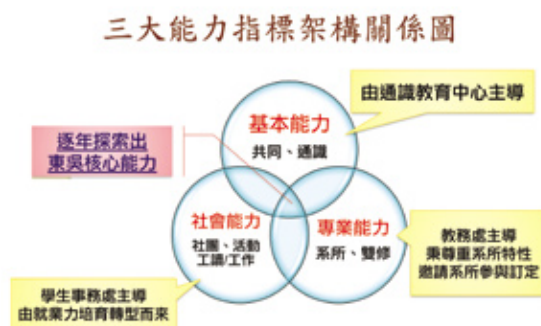 三大能力指標架構關係圖
由通識教育中心主導
基本能力
共同、通識
逐年探索出
東吳核心能力
社會能力
社團、活動
工讀/工作
專業能力
系所、雙修
教務處主導
秉尊重系所特性
邀請系所參與訂定
學生事務處主導
由就業力培育轉型而來